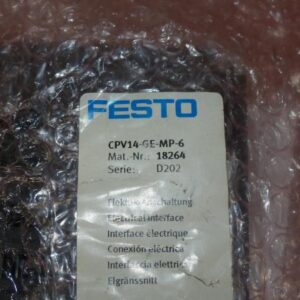 FESTO
CPV14-GE-MP-6
Mat.-Nr.: 18264
Serie: D202
Elektr. Anschaltung
Electrical interface
Interface électrique
Conexión eléctrica
Interfaccia elettrica
Elgränssnitt